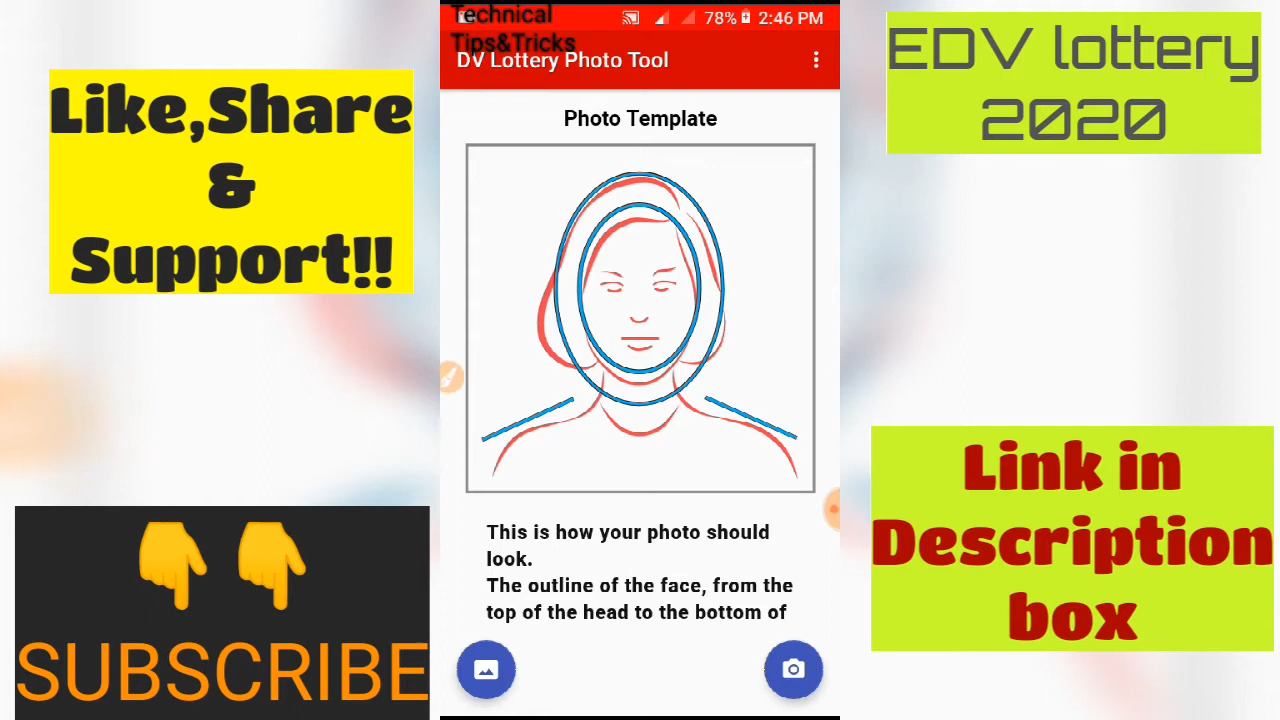 Like,Share
&
Support!!
SUBSCRIBE
Technical
Tips&Tricks
78% 2:46 PM
DV Lottery Photo Tool
Photo Template
This is how your photo should
look.
The outline of the face, from the
top of the head to the bottom of
EDV lottery
2020
Link in
Description
box